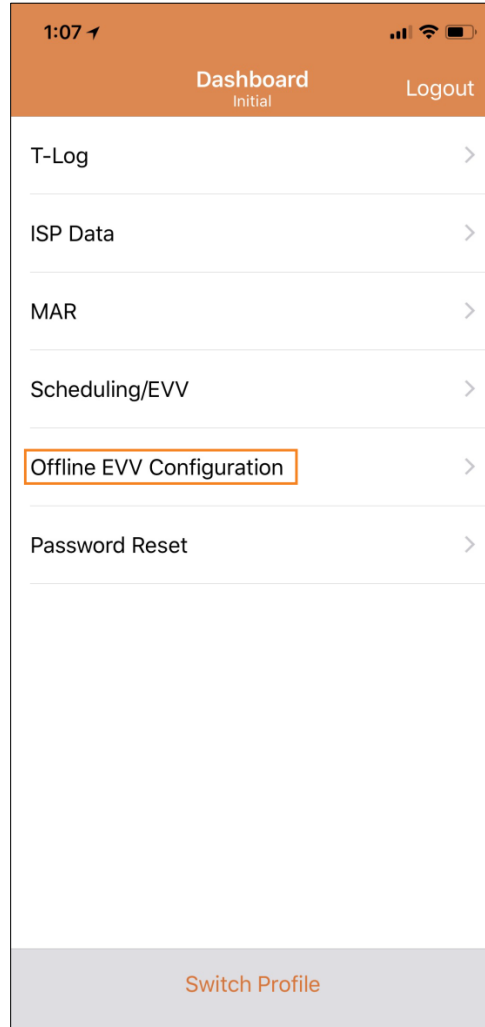 1:07
Dashboard
Initial
Logout
T-Log
ISP Data
MAR
Scheduling/EVV
Offline EVV Configuration
Password Reset
Switch Profile